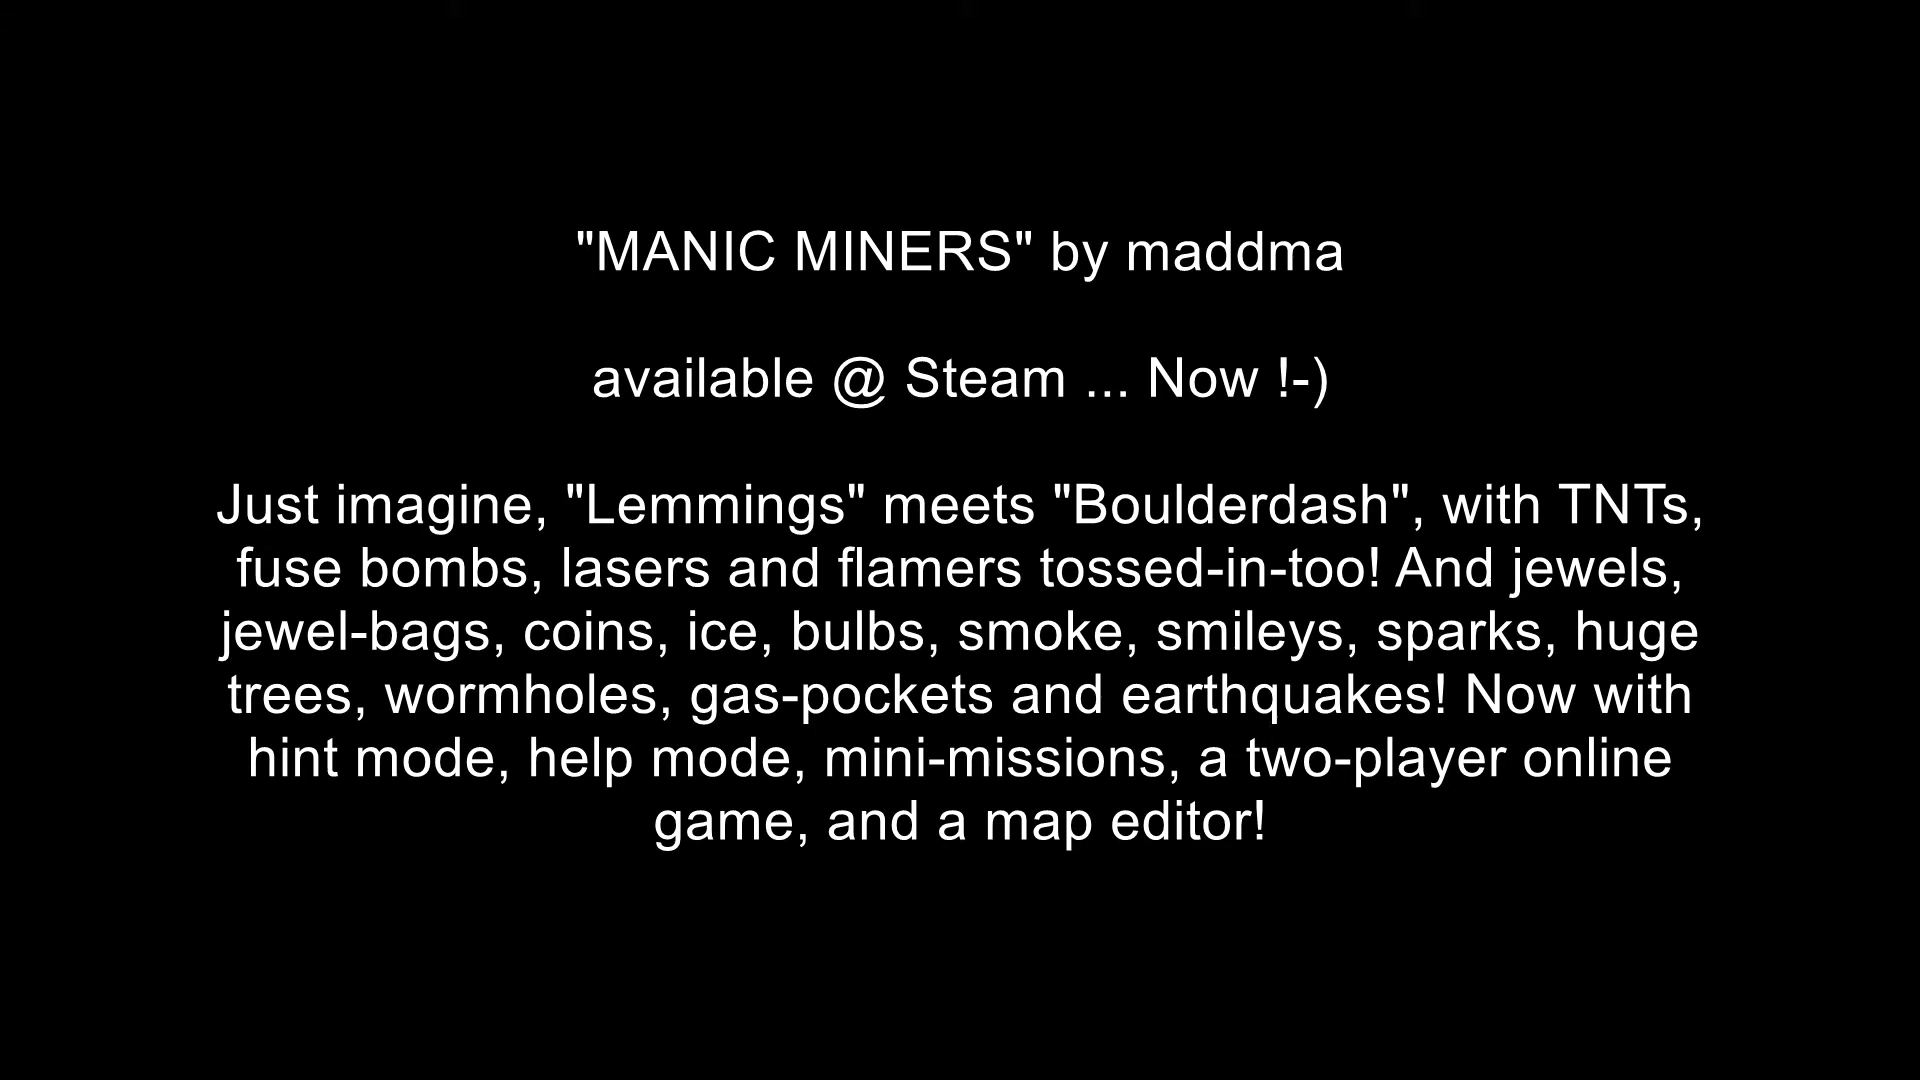 "MANIC MINERS" by maddma
available @ Steam ... Now !-)
Just imagine, "Lemmings" meets "Boulderdash", with TNTs,
fuse bombs, lasers and flamers tossed-in-too! And jewels,
jewel-bags, coins, ice, bulbs, smoke, smileys, sparks, huge
trees, wormholes, gas-pockets and earthquakes! Now with
hint mode, help mode, mini-missions, a two-player online
game, and a map editor!